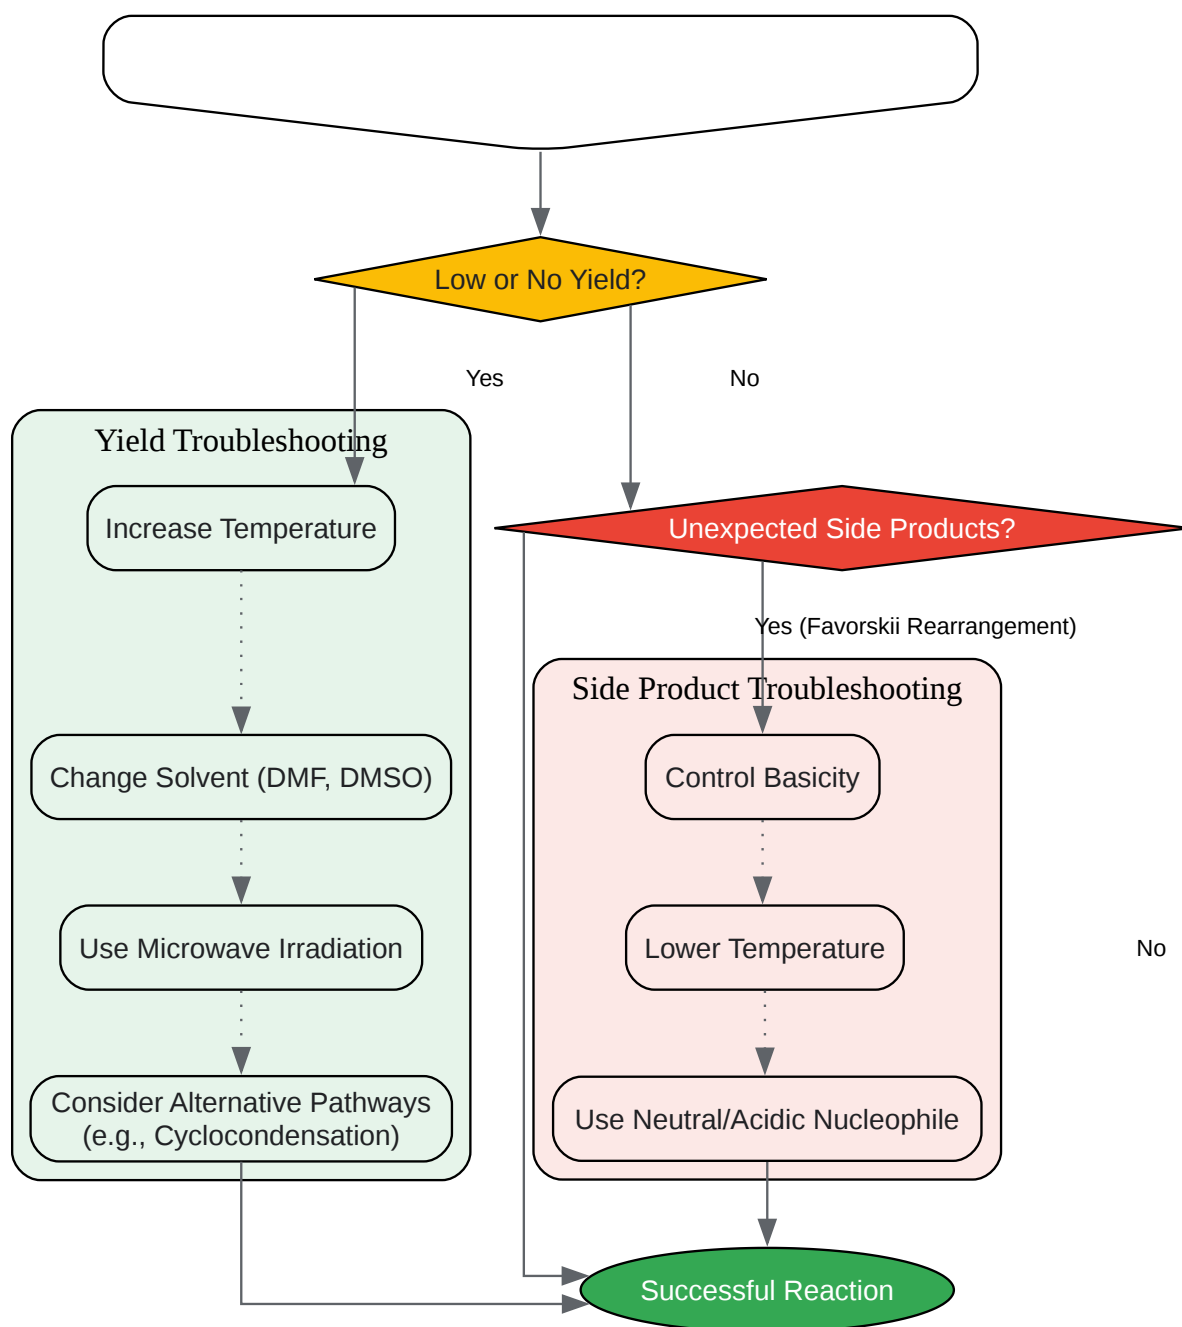 Low or No Yield?
Yes
No
Yield Troubleshooting
Increase Temperature
Unexpected Side Products?
Yes (Favorskii Rearrangement)
Side Product Troubleshooting
Change Solvent (DMF, DMSO)
Control Basicity
Use Microwave Irradiation
Lower Temperature
No
Consider Alternative Pathways
(e.g., Cyclocondensation)
Use Neutral/Acidic Nucleophile
Successful Reaction